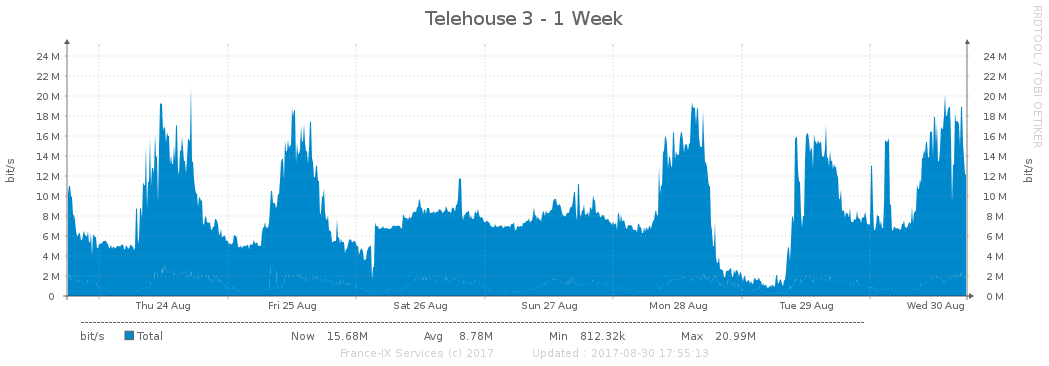 Telehouse 3 - 1 Week
RRDTOOL / TOBI OETIKER
bit/s
24 M
22 M
20 M
18 M
16 M
14 M
12 M
10 M
8 M
6 M
4 M
2 M
0
24 M
22 M
20 M
18 M
16 M
14 M
12 M
10 M
8 M
6 M
4 M
2 M
0 M
bit/s
Thu 24 Aug Fri 25 Aug Sat 26 Aug Sun 27 Aug Mon 28 Aug Tue 29 Aug Wed 30 Aug
bit/s Total Now 15.68M Avg 8.78M Min 812.32k Max 20.99M
France-IX Services (c) 2017 Updated : 2017-08-30 17:55:13